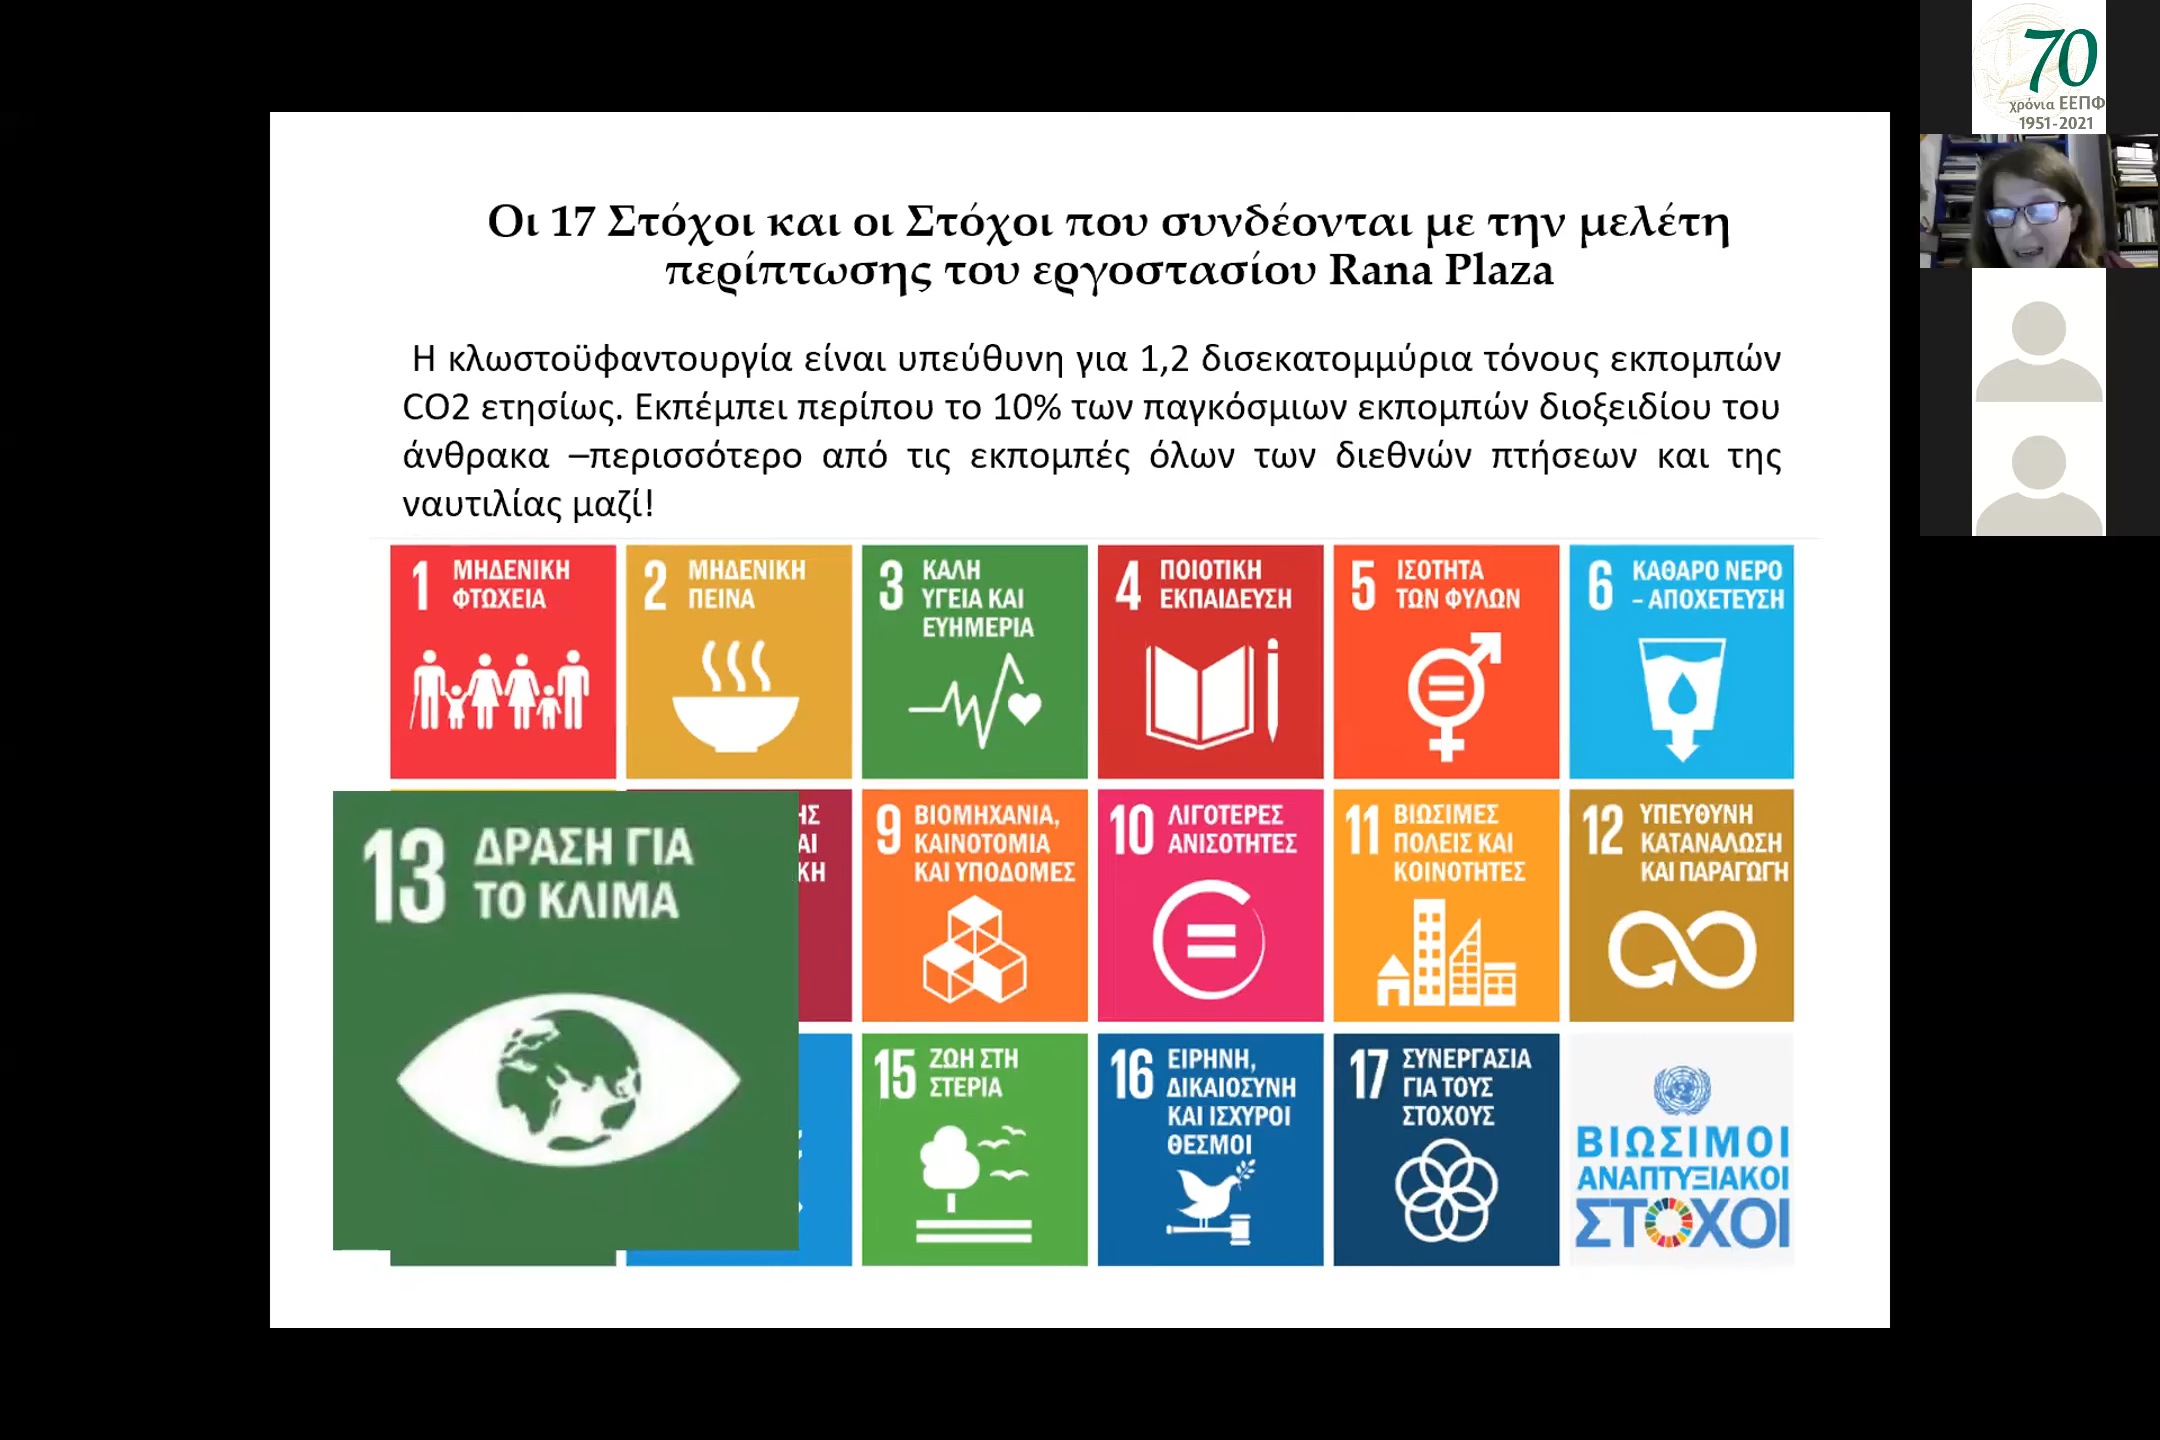 Οι 17 Στόχοι και οι Στόχοι που συνδέονται με την μελέτη
περίπτωσης του εργοστασίου Rana Plaza
Η κλωστοϋφαντουργία είναι υπεύθυνη για 1,2 δισεκατομμύρια τόνους εκπομπών
CO2 ετησίως. Εκπέμπει περίπου το 10% των παγκόσμιων εκπομπών διοξειδίου του
άνθρακα –περισσότερο από τις εκπομπές όλων των διεθνών πτήσεων και της
ναυτιλίας μαζί!
1 ΜΗΔΕΝΙΚΗ
ΦΤΩΧΕΙΑ
2 ΜΗΔΕΝΙΚΗ
ΠΕΙΝΑ
3 ΚΑΛΗ
ΥΓΕΙΑ ΚΑΙ
ΕΥΗΜΕΡΙΑ
4 ΠΟΙΟΤΙΚΗ
ΕΚΠΑΙΔΕΥΣΗ
5 ΙΣΟΤΗΤΑ
ΤΩΝ ΦΥΛΩΝ
6 ΚΑΘΑΡΟ ΝΕΡΟ
– ΑΠΟΧΕΤΕΥΣΗ
13 ΔΡΑΣΗ ΓΙΑ
ΤΟ ΚΛΙΜΑ
9 ΒΙΟΜΗΧΑΝΙΑ,
ΚΑΙΝΟΤΟΜΙΑ
ΚΑΙ ΥΠΟΔΟΜΕΣ
10 ΛΙΓΟΤΕΡΕΣ
ΑΝΙΣΟΤΗΤΕΣ
11 ΒΙΩΣΙΜΕΣ
ΠΟΛΕΙΣ ΚΑΙ
ΚΟΙΝΟΤΗΤΕΣ
12 ΥΠΕΥΘΥΝΗ
ΚΑΤΑΝΑΛΩΣΗ
ΚΑΙ ΠΑΡΑΓΩΓΗ
15 ΖΩΗ ΣΤΗ
ΣΤΕΡΙΑ
16 ΕΙΡΗΝΗ,
ΔΙΚΑΙΟΣΥΝΗ
ΚΑΙ ΙΣΧΥΡΟΙ
ΘΕΣΜΟΙ
17 ΣΥΝΕΡΓΑΣΙΑ
ΓΙΑ ΤΟΥΣ
ΣΤΟΧΟΥΣ
ΒΙΩΣΙΜΟΙ
ΑΝΑΠΤΥΞΙΑΚΟΙ
ΣΤΟΧΟΙ
70
χρόνια ΕΕΠΦ
1951-2021